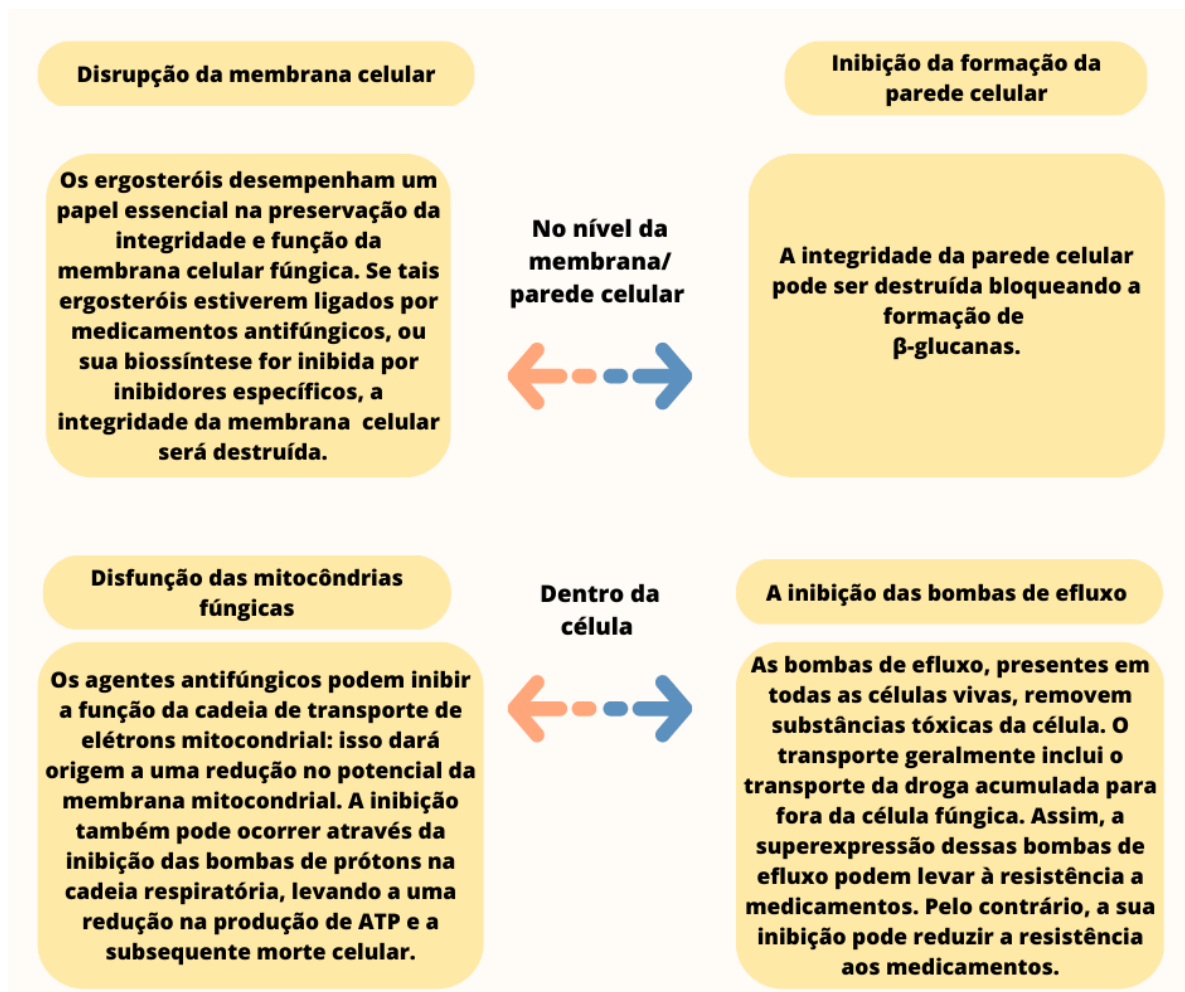 Disrupção da membrana celular
Inibição da formação da
parede celular
Os ergosteróis desempenham um
papel essencial na preservação da
integridade e função da
membrana celular fúngica. Se tais
ergosteróis estiverem ligados por
medicamentos antifúngicos, ou
sua biossíntese for inibida por
inibidores específicos, a
integridade da membrana  celular
será destruída.
No nível da
membrana/
parede celular
A integridade da parede celular
pode ser destruída bloqueando a
formação de
β-glucanas.
Disfunção das mitocôndrias
fúngicas
Dentro da
célula
A inibição das bombas de efluxo
Os agentes antifúngicos podem inibir
a função da cadeia de transporte de
elétrons mitocondrial: isso dará
origem a uma redução no potencial da
membrana mitocondrial. A inibição
também pode ocorrer através da
inibição das bombas de prótons na
cadeia respiratória, levando a uma
redução na produção de ATP e a
subsequente morte celular.
As bombas de efluxo, presentes em
todas as células vivas, removem
substâncias tóxicas da célula. O
transporte geralmente inclui o
transporte da droga acumulada para
fora da célula fúngica. Assim, a
superexpressão dessas bombas de
efluxo podem levar à resistência a
medicamentos. Pelo contrário, a sua
inibição pode reduzir a resistência
aos medicamentos.